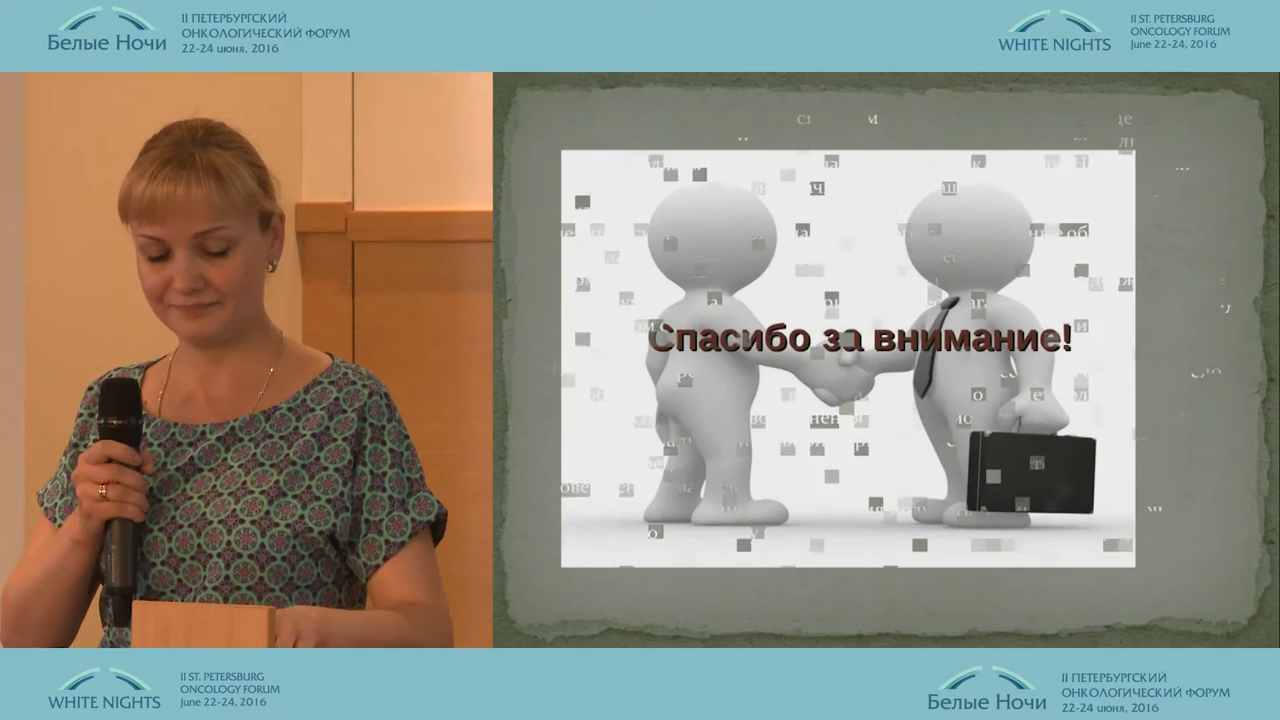 Белые Ночи
II ПЕТЕРБУРГСКИЙ
ОНКОЛОГИЧЕСКИЙ ФОРУМ
22-24 июня, 2016
WHITE NIGHTS
II ST. PETERSBURG
ONCOLOGY FORUM
June 22-24, 2016
Спасибо за внимание!
WHITE NIGHTS
II ST. PETERSBURG
ONCOLOGY FORUM
June 22-24, 2016
Белые Ночи
II ПЕТЕРБУРГСКИЙ
ОНКОЛОГИЧЕСКИЙ ФОРУМ
22-24 июня, 2016